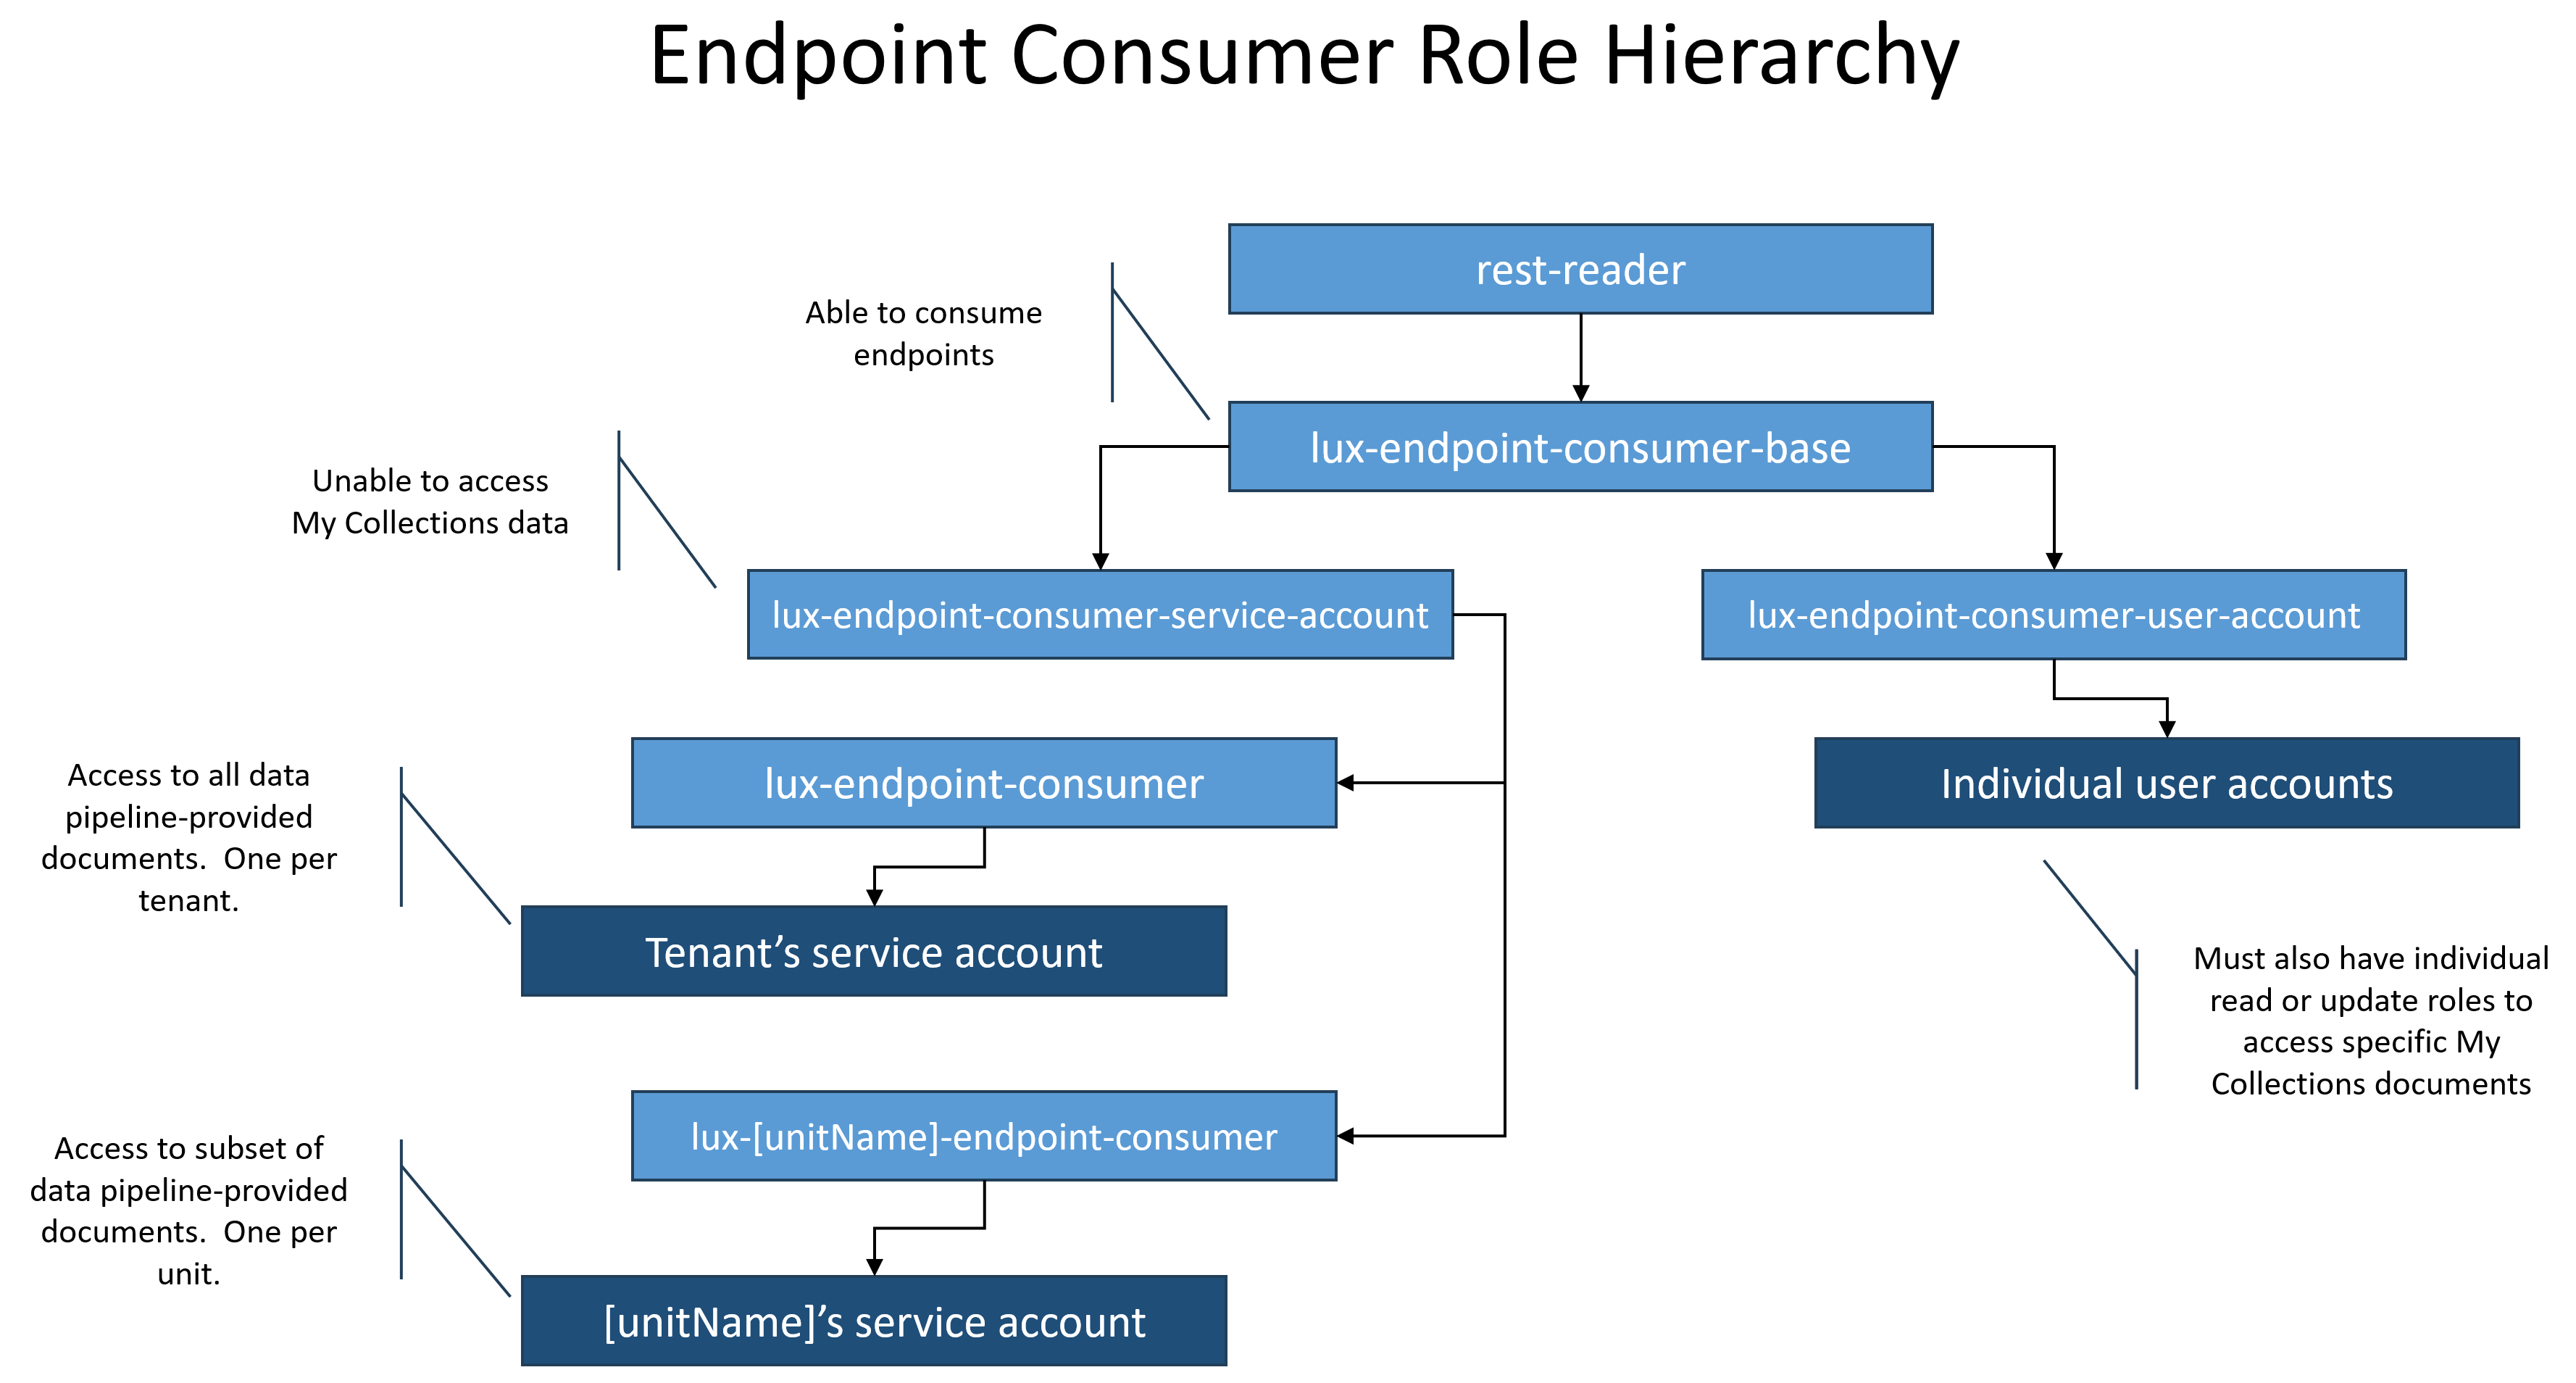 Endpoint Consumer Role Hierarchy
rest-reader
Able to consume
endpoints
lux-endpoint-consumer-base
Unable to access
My Collections data
lux-endpoint-consumer-service-account
lux-endpoint-consumer-user-account
Access to all data
pipeline-provided
documents.  One per
tenant.
lux-endpoint-consumer
Individual user accounts
Tenant’s service account
Must also have individual
read or update roles to
access specific My
Collections documents
Access to subset of
data pipeline-provided
documents.  One per
unit.
lux-[unitName]-endpoint-consumer
[unitName]’s service account